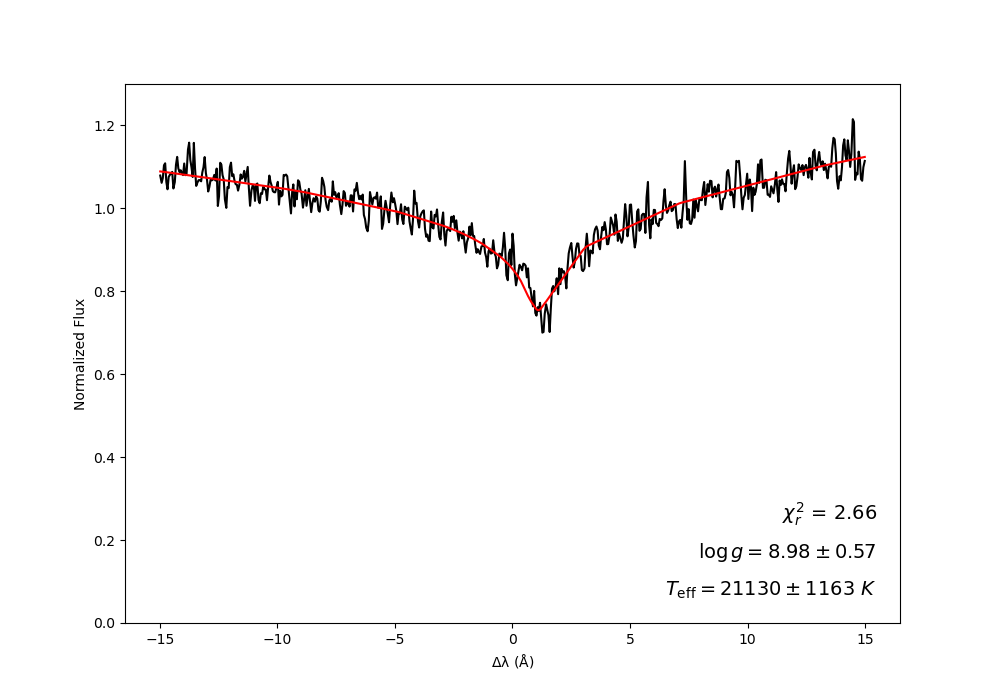 1.2
1.0
0.8
0.6
0.4
0.2
0.0
Normalized Flux
χ²ᵣ = 2.66
log g = 8.98 ± 0.57
T_eff = 21130 ± 1163 K
−15 −10 −5 0 5 10 15
Δλ (Å)